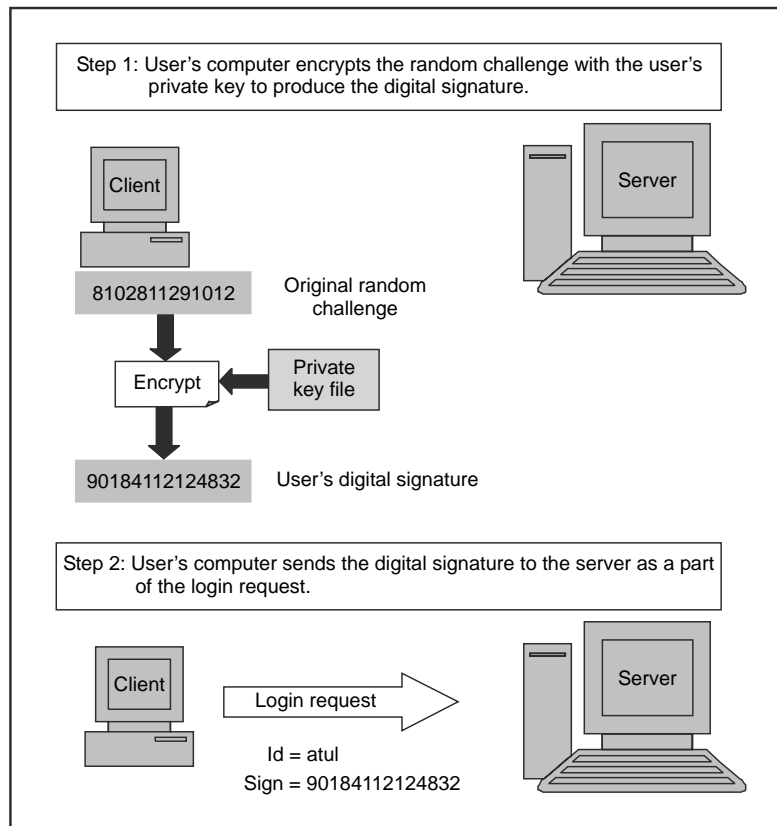 Step 1: User's computer encrypts the random challenge with the user's
private key to produce the digital signature.
Client
Server
8102811291012
Original random
challenge
Encrypt
Private
key file
90184112124832
User's digital signature
Step 2: User's computer sends the digital signature to the server as a part
of the login request.
Client
Login request
Server
Id = atul
Sign = 90184112124832